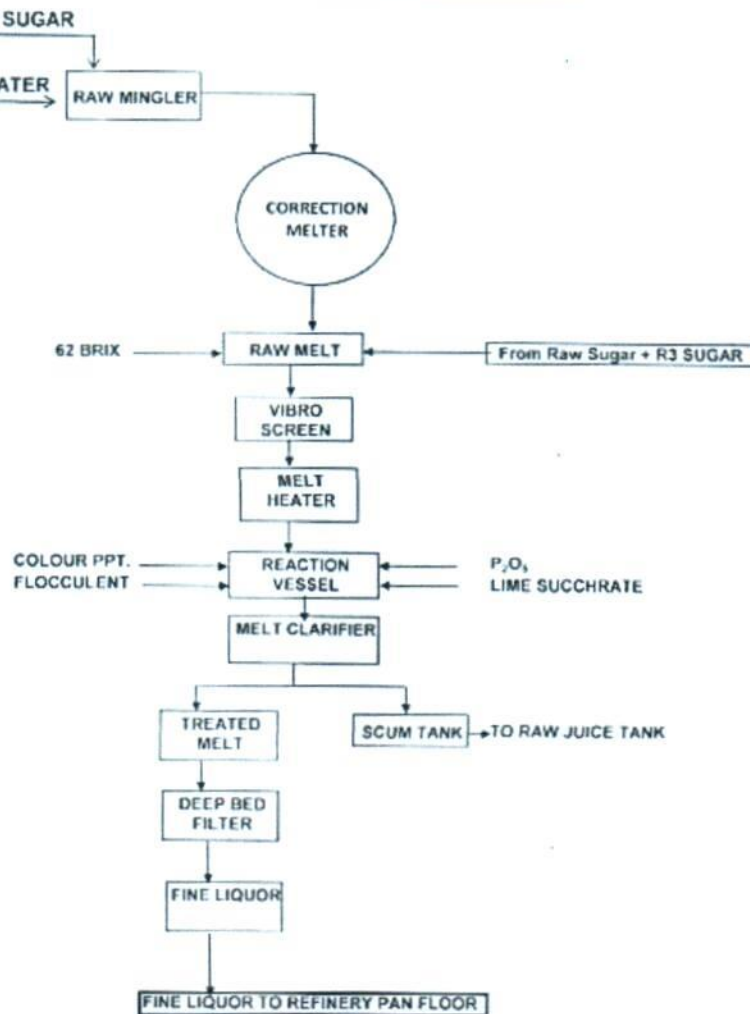 SUGAR
ATER
RAW MINGLER
CORRECTION
MELTER
62 BRIX
RAW MELT
From Raw Sugar + R3 SUGAR
VIBRO
SCREEN
MELT
HEATER
COLOUR PPT.
FLOCCULENT
REACTION
VESSEL
P₂O₅
LIME SUCCHRATE
MELT CLARIFIER
TREATED
MELT
SCUM TANK
TO RAW JUICE TANK
DEEP BED
FILTER
FINE LIQUOR
FINE LIQUOR TO REFINERY PAN FLOOR